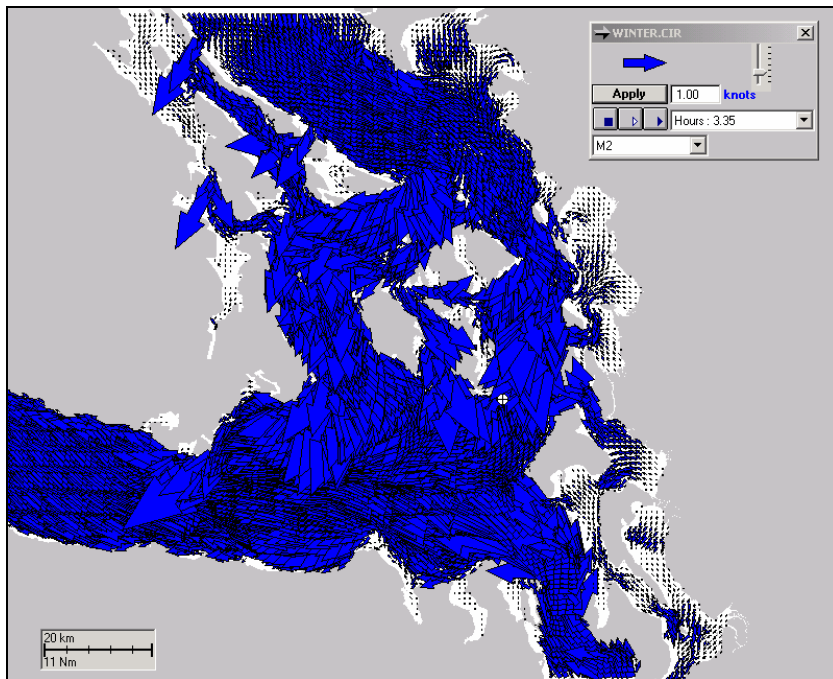 WINTER.CIR
Apply 1.00 knots
Hours : 3.35
M2
20 km
11 Nm